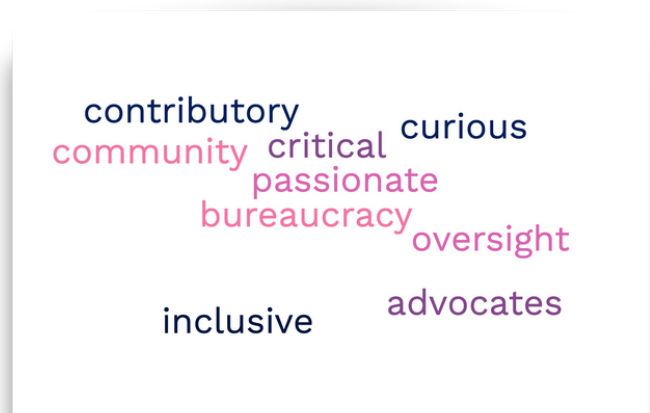 contributory
curious
community
critical
passionate
bureaucracy
oversight
advocates
inclusive